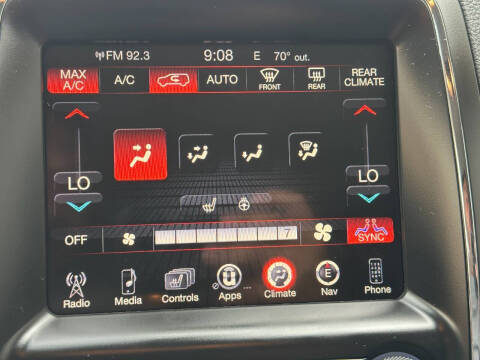 FM 92.3 9:08 E 70° out.
MAX A/C A/C AUTO FRONT REAR REAR CLIMATE
LO LO
OFF 7 SYNC
Radio Media Controls Apps Climate E Nav Phone